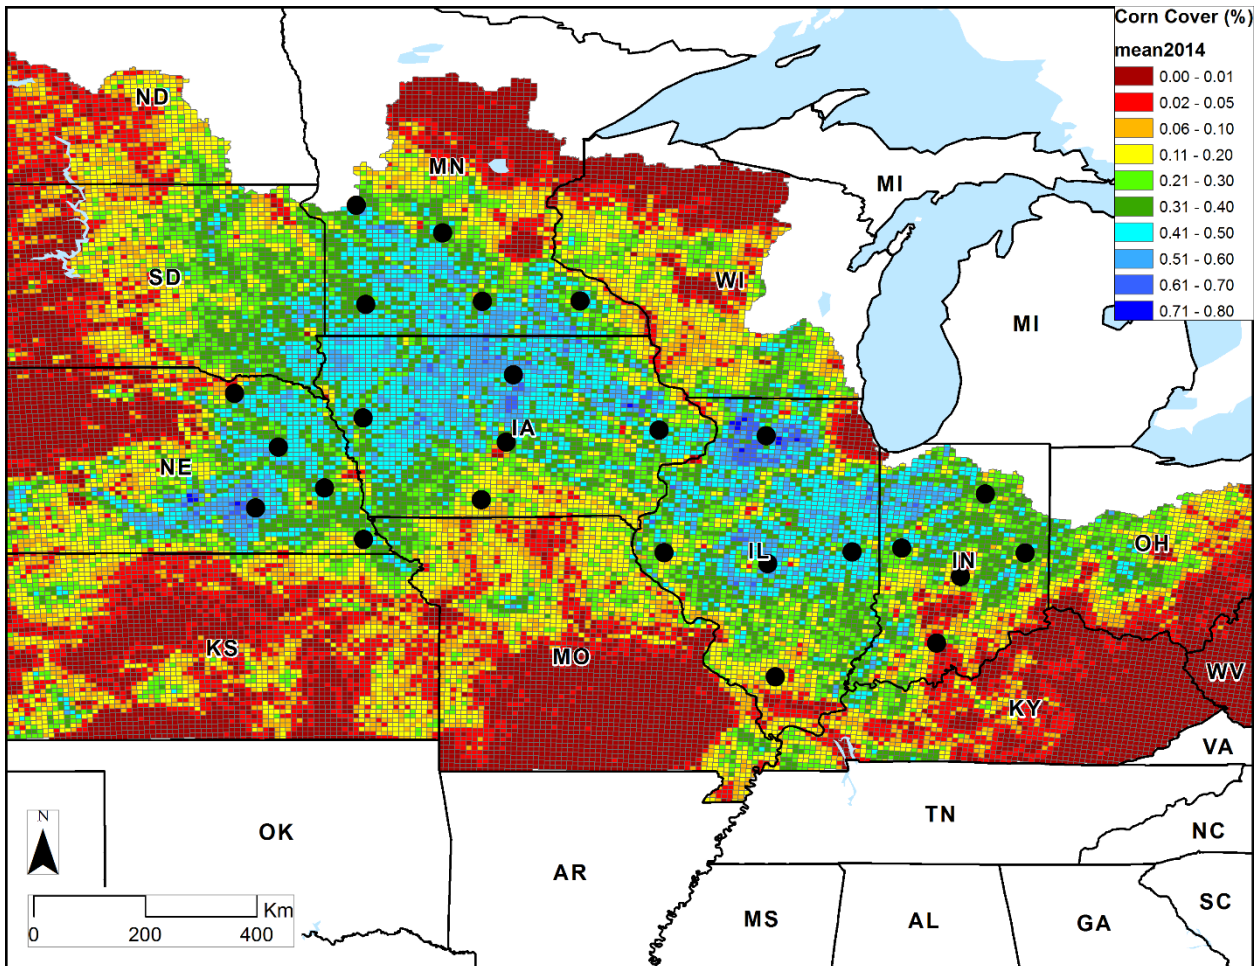 Corn Cover (%)
mean2014
0.00 - 0.01
0.02 - 0.05
0.06 - 0.10
0.11 - 0.20
0.21 - 0.30
0.31 - 0.40
0.41 - 0.50
0.51 - 0.60
0.61 - 0.70
0.71 - 0.80
ND
MN
MI
SD
WI
MI
IA
NE
IL
IN
OH
KS
MO
WV
KY
VA
OK
TN
NC
AR
SC
MS
AL
GA
N
Km
0 200 400